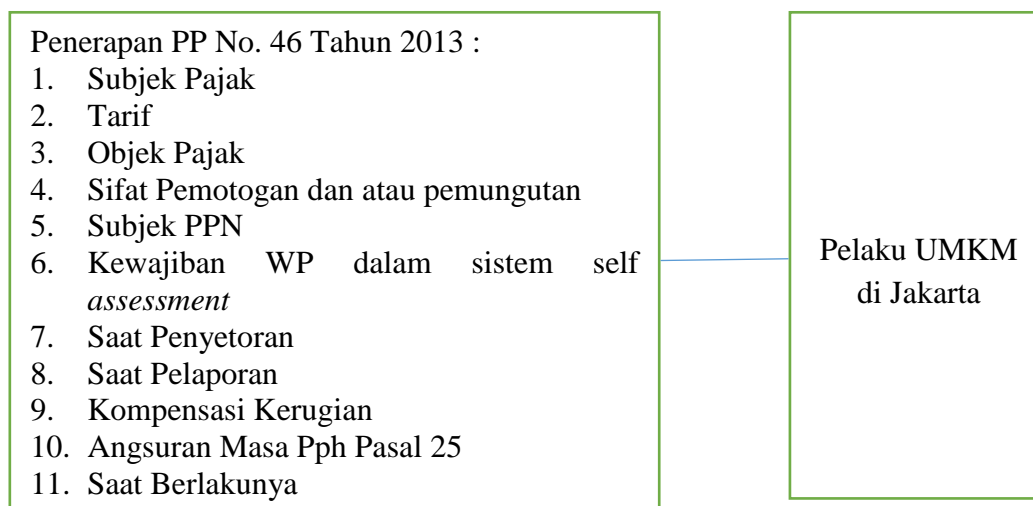 Penerapan PP No. 46 Tahun 2013 :
1. Subjek Pajak
2. Tarif
3. Objek Pajak
4. Sifat Pemotogan dan atau pemungutan
5. Subjek PPN
6. Kewajiban WP dalam sistem self
assessment
7. Saat Penyetoran
8. Saat Pelaporan
9. Kompensasi Kerugian
10. Angsuran Masa Pph Pasal 25
11. Saat Berlakunya
Pelaku UMKM
di Jakarta